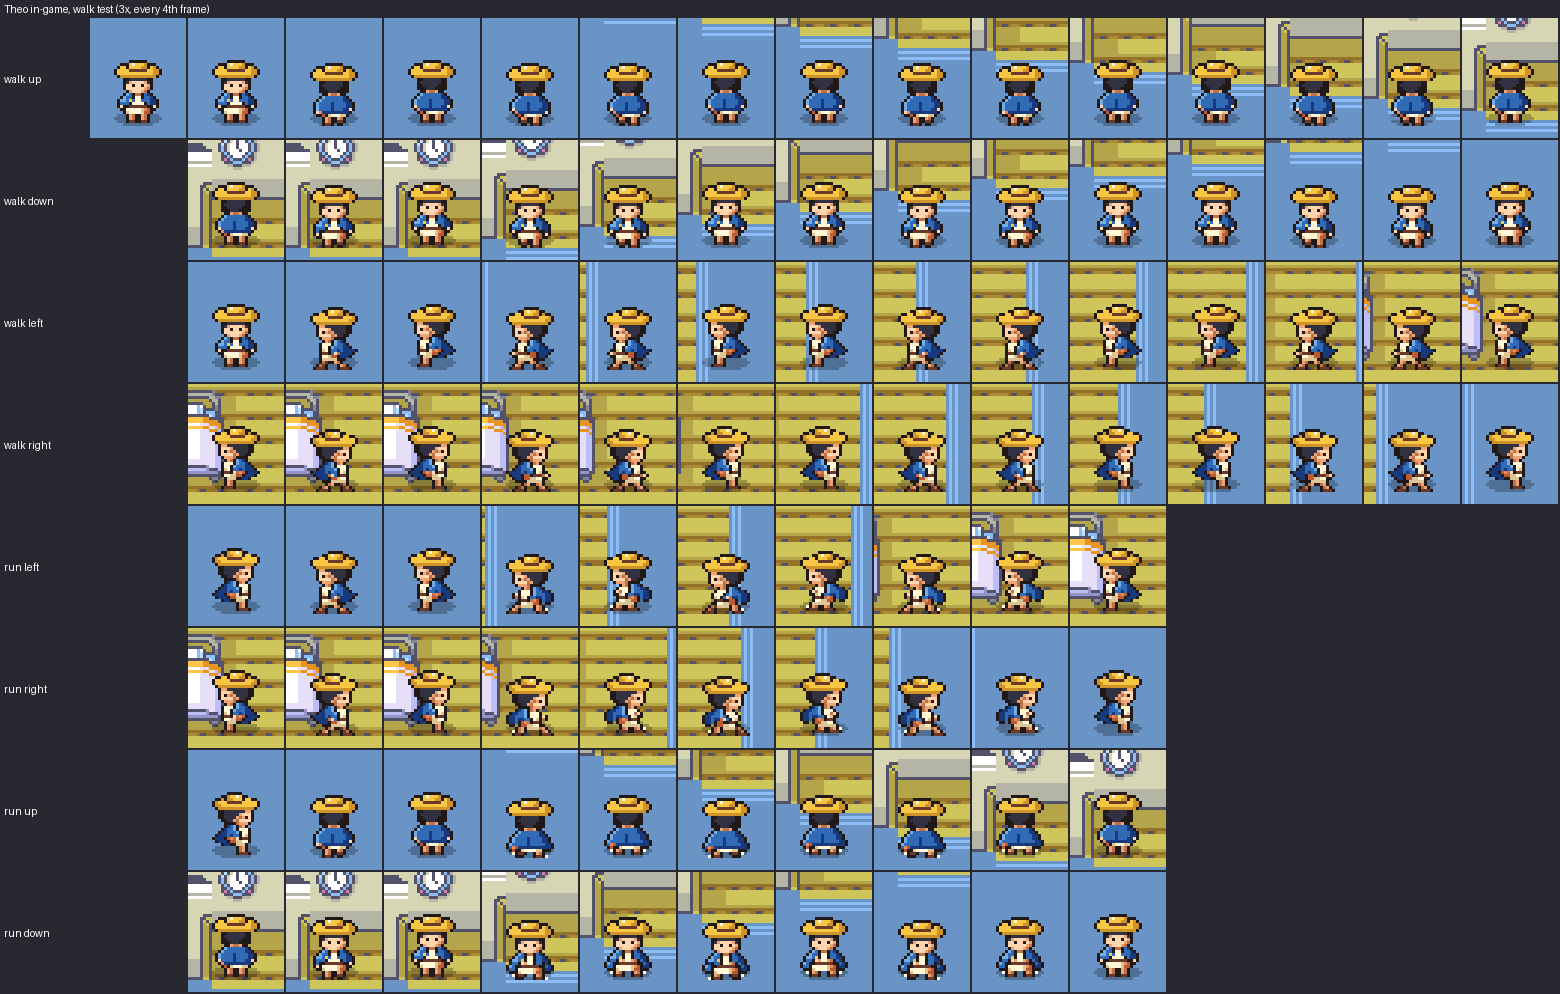 Theo in-game, walk test (3x, every 4th frame)
walk up
walk down
walk left
walk right
run left
run right
run up
run down